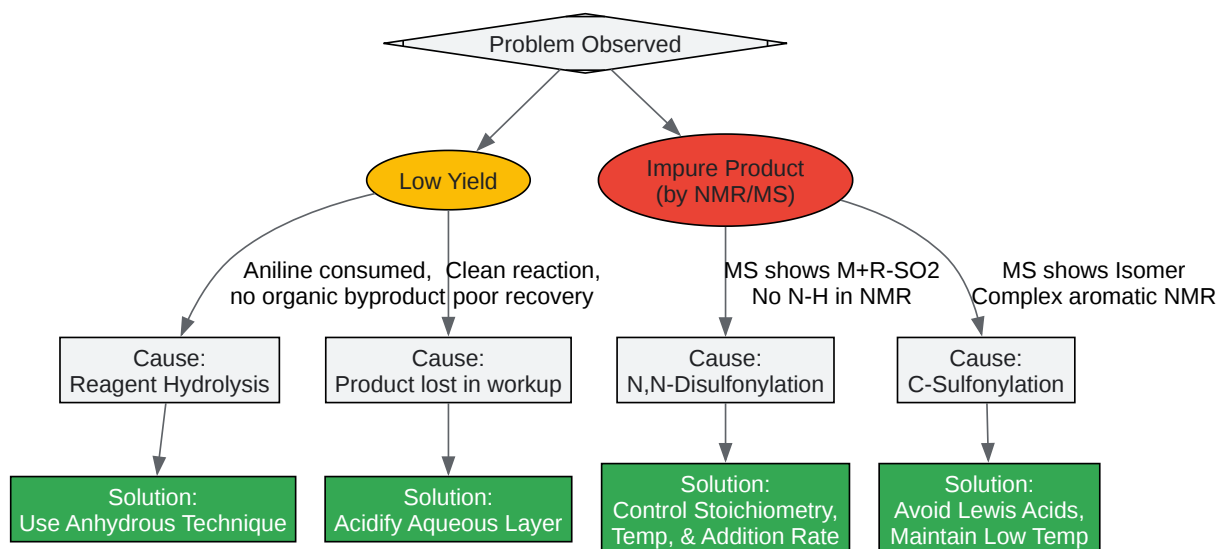 Problem Observed
Low Yield
Impure Product
(by NMR/MS)
Aniline consumed,
no organic byproduct
Clean reaction,
poor recovery
MS shows M+R-SO2
No N-H in NMR
MS shows Isomer
Complex aromatic NMR
Cause:
Reagent Hydrolysis
Cause:
Product lost in workup
Cause:
N,N-Disulfonylation
Cause:
C-Sulfonylation
Solution:
Use Anhydrous Technique
Solution:
Acidify Aqueous Layer
Solution:
Control Stoichiometry,
Temp, & Addition Rate
Solution:
Avoid Lewis Acids,
Maintain Low Temp